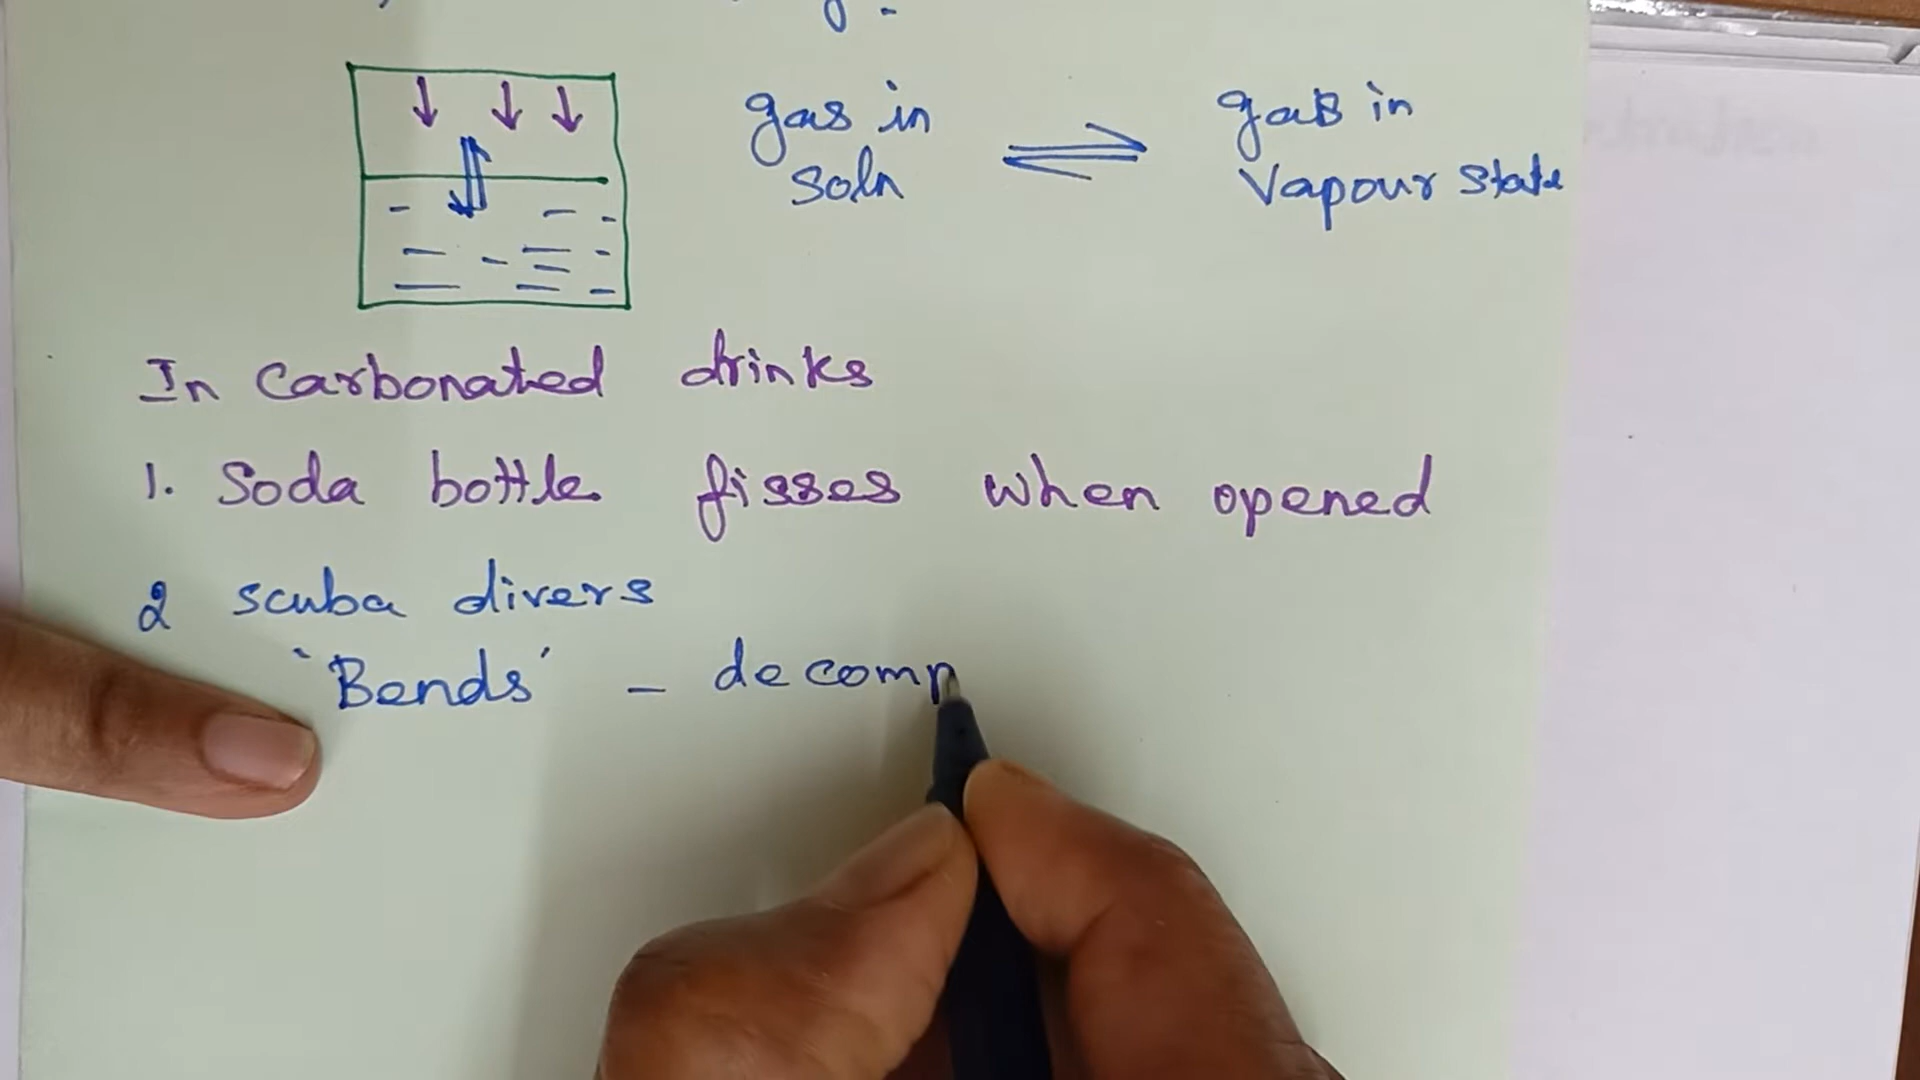 gas in soln ⇌ gas in Vapour state
In Carbonated drinks
1. Soda bottle fisses when opened
2 scuba divers
'Bends' - decomp